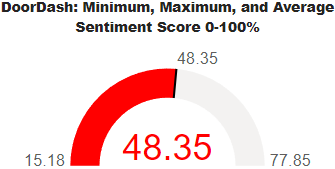 DoorDash: Minimum, Maximum, and Average
Sentiment Score 0-100%
48.35
48.35
15.18
77.85